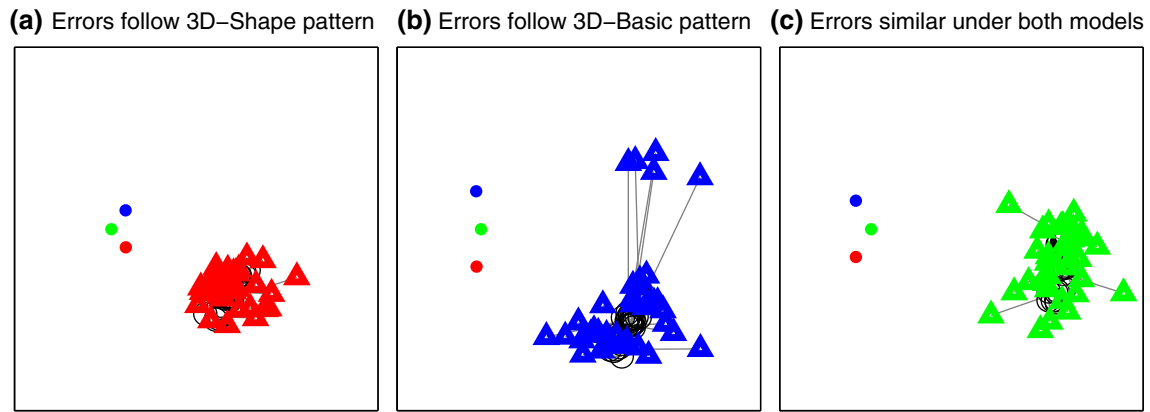 (a) Errors follow 3D−Shape pattern
(b) Errors follow 3D−Basic pattern
(c) Errors similar under both models